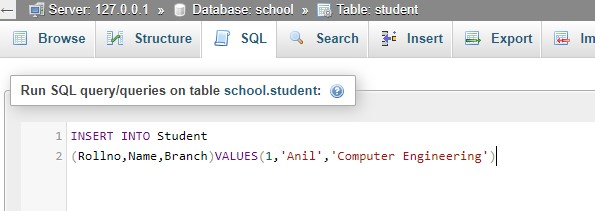 Server: 127.0.0.1 » Database: school » Table: student
Browse Structure SQL Search Insert Export Im
Run SQL query/queries on table school.student:
1 INSERT INTO Student
2 (Rollno,Name,Branch)VALUES(1,'Anil','Computer Engineering')